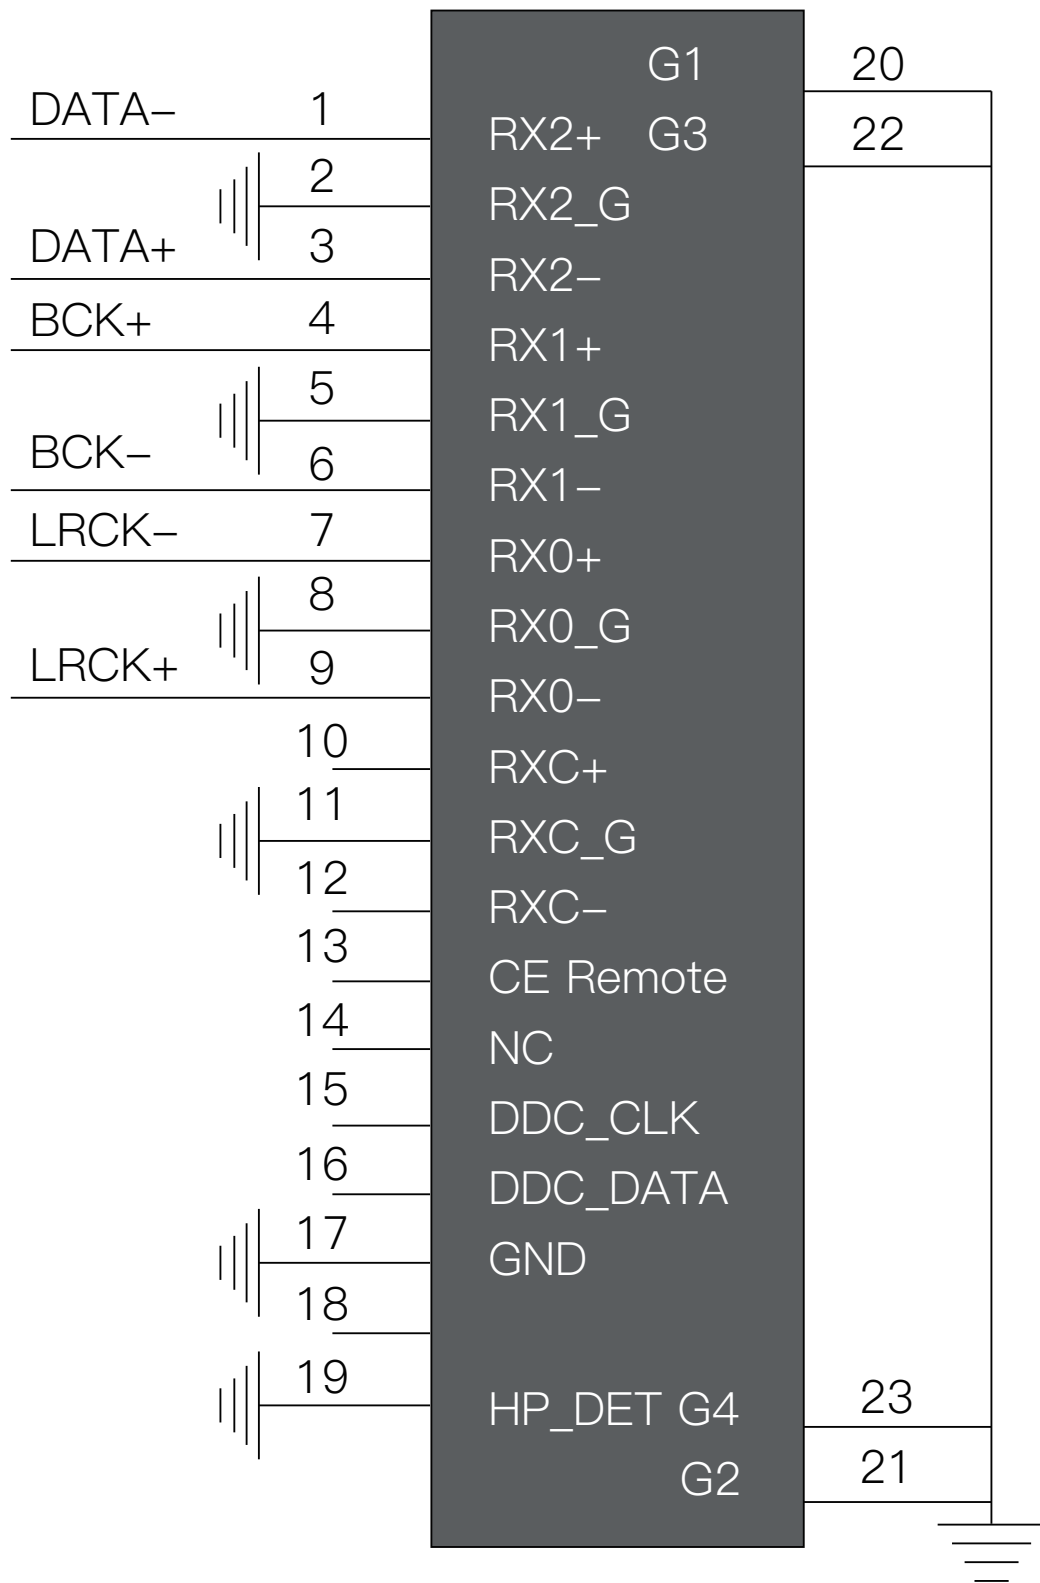 G1 20
DATA− 1 RX2+ G3 22
2 RX2_G
DATA+ 3 RX2−
BCK+ 4 RX1+
5 RX1_G
BCK− 6 RX1−
LRCK− 7 RX0+
8 RX0_G
LRCK+ 9 RX0−
10 RXC+
11 RXC_G
12 RXC−
13 CE Remote
14 NC
15 DDC_CLK
16 DDC_DATA
17 GND
18
19 HP_DET G4 23
G2 21